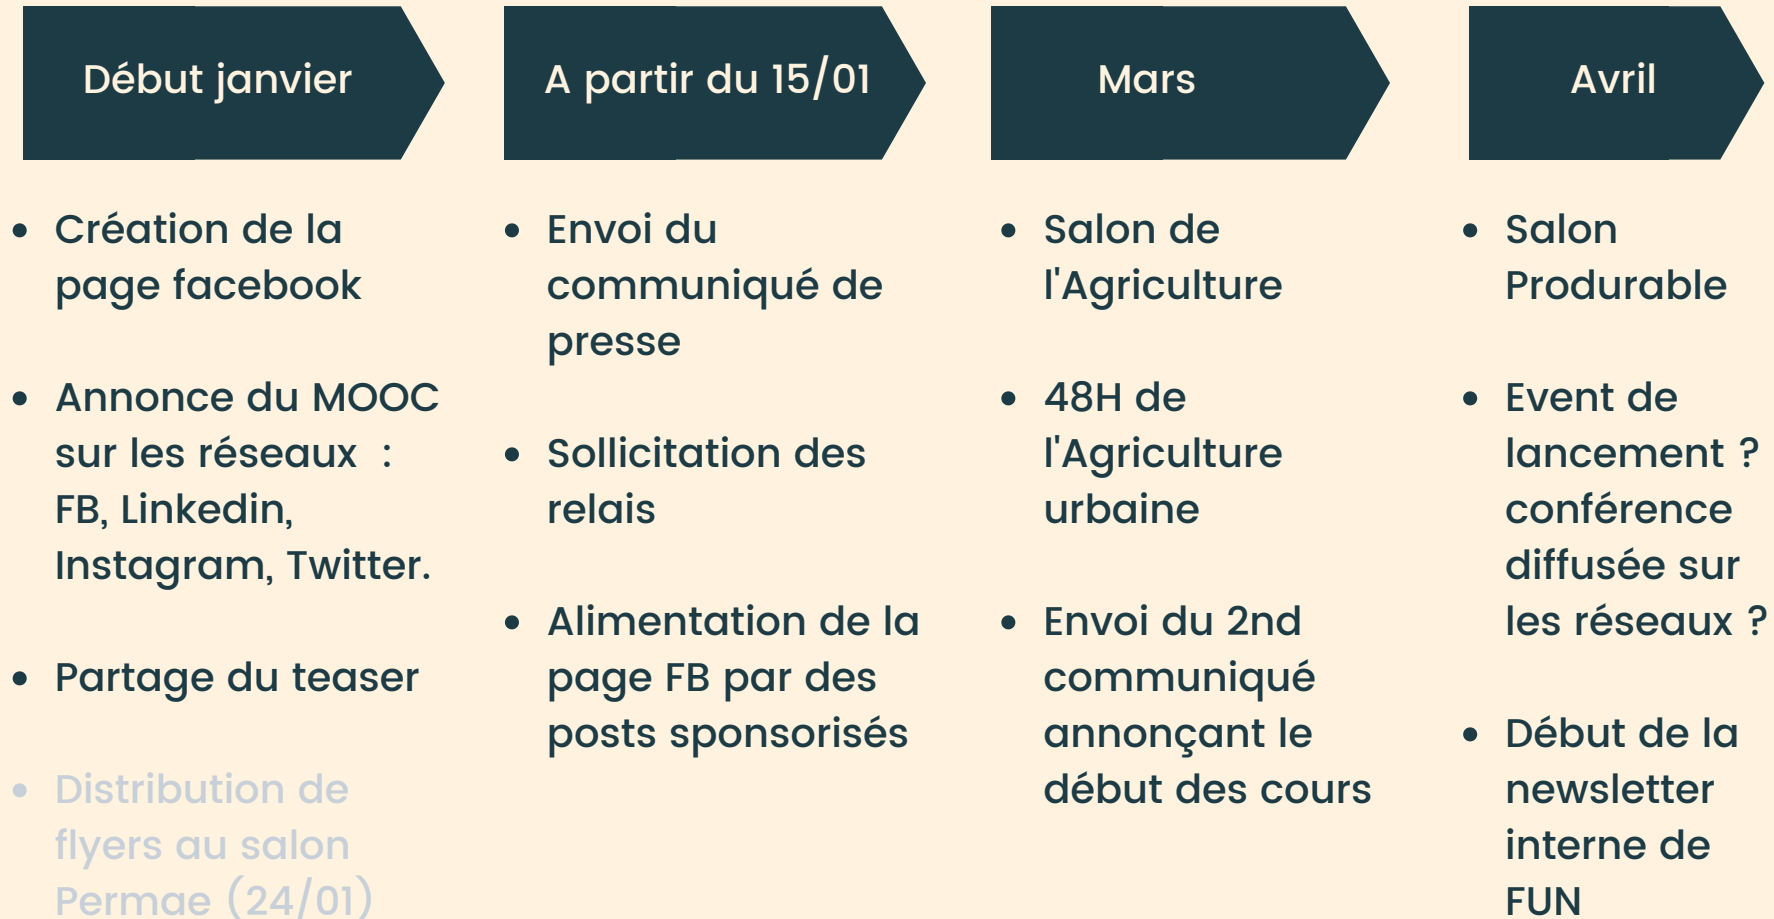 Début janvier
Création de la
page facebook
Annonce du MOOC
sur les réseaux  :
FB, Linkedin,
Instagram, Twitter.
Partage du teaser
Distribution de
flyers au salon
Permae (24/01)
A partir du 15/01
Envoi du
communiqué de
presse
Sollicitation des
relais
Alimentation de la
page FB par des
posts sponsorisés
Mars
Salon de
l'Agriculture
48H de
l'Agriculture
urbaine
Envoi du 2nd
communiqué
annonçant le
début des cours
Avril
Salon
Produrable
Event de
lancement ?
conférence
diffusée sur
les réseaux ?
Début de la
newsletter
interne de
FUN